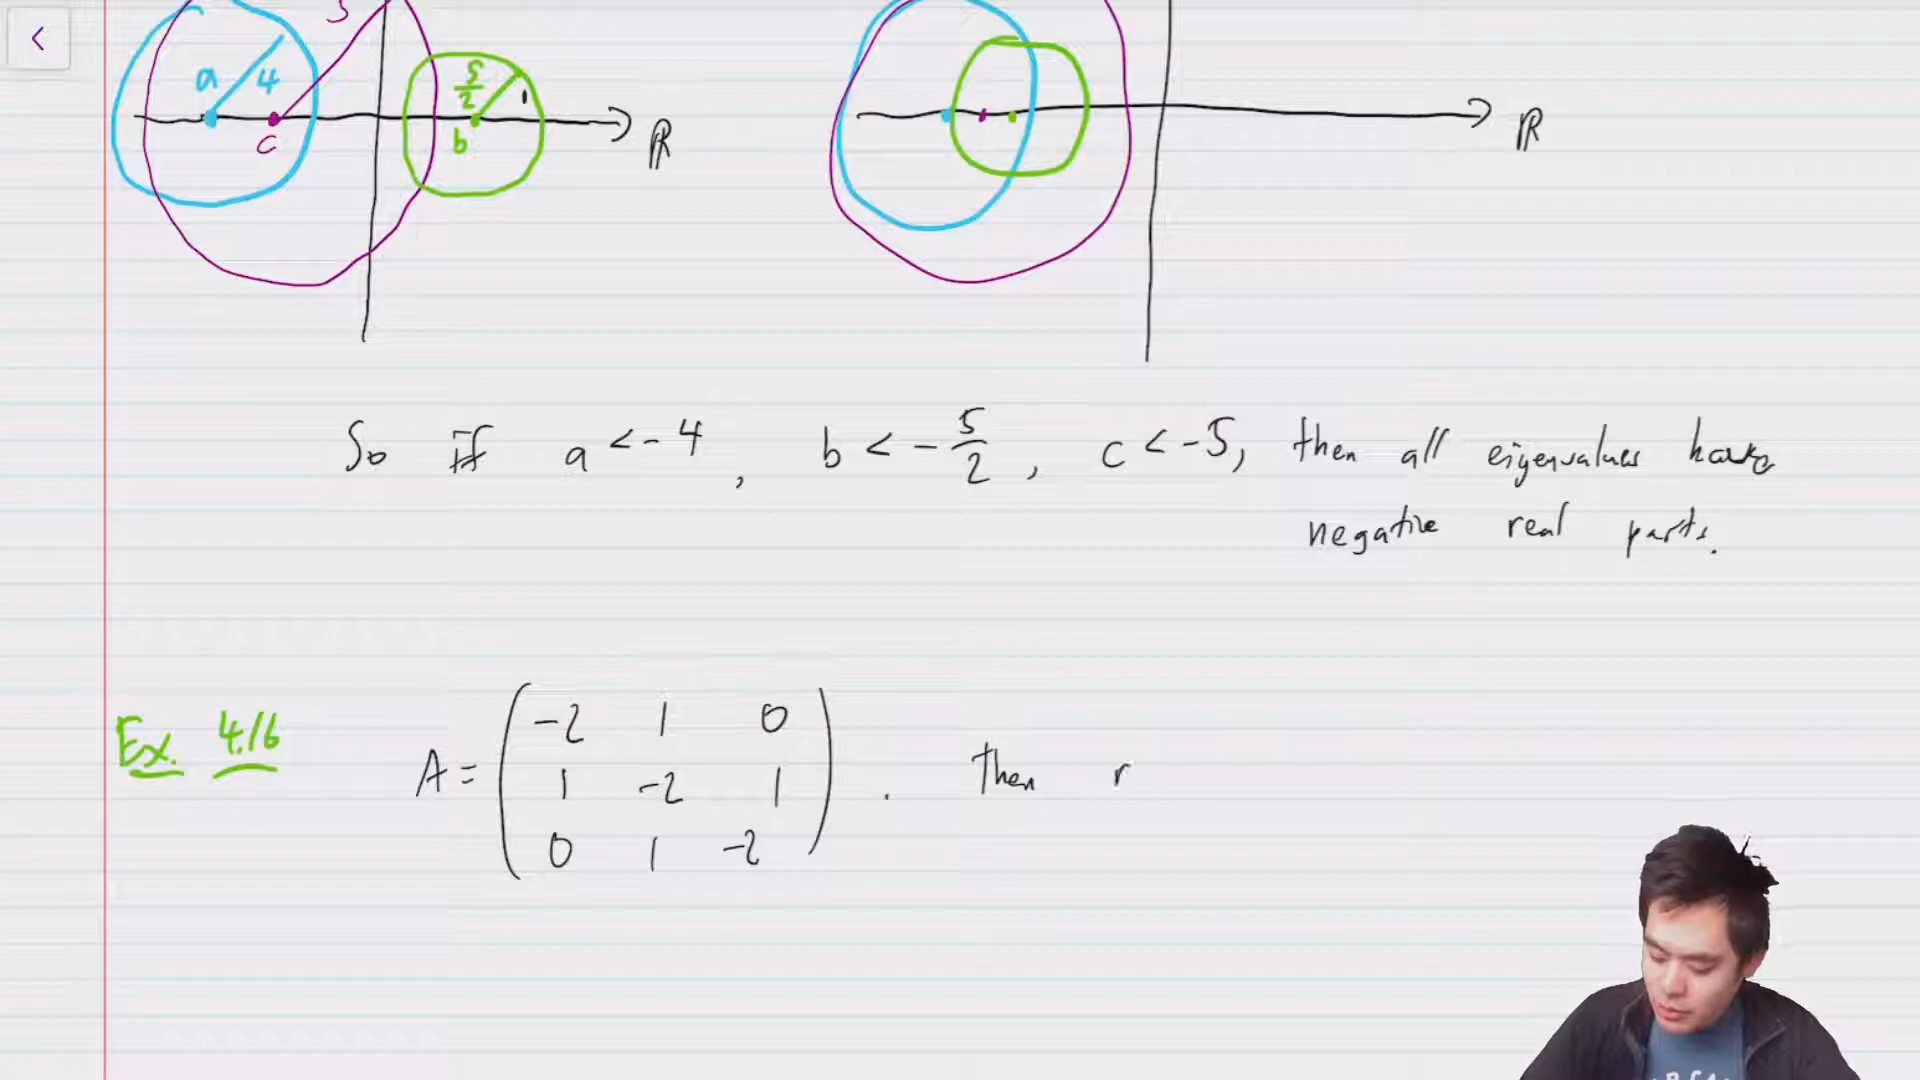 a 4 5/2
c b ℝ ℝ
So if a < -4, b < -5/2, c < -5, then all eigenvalues have
negative real parts.
Ex. 4.16 A = ( -2 1 0
1 -2 1
0 1 -2 ) . Then r